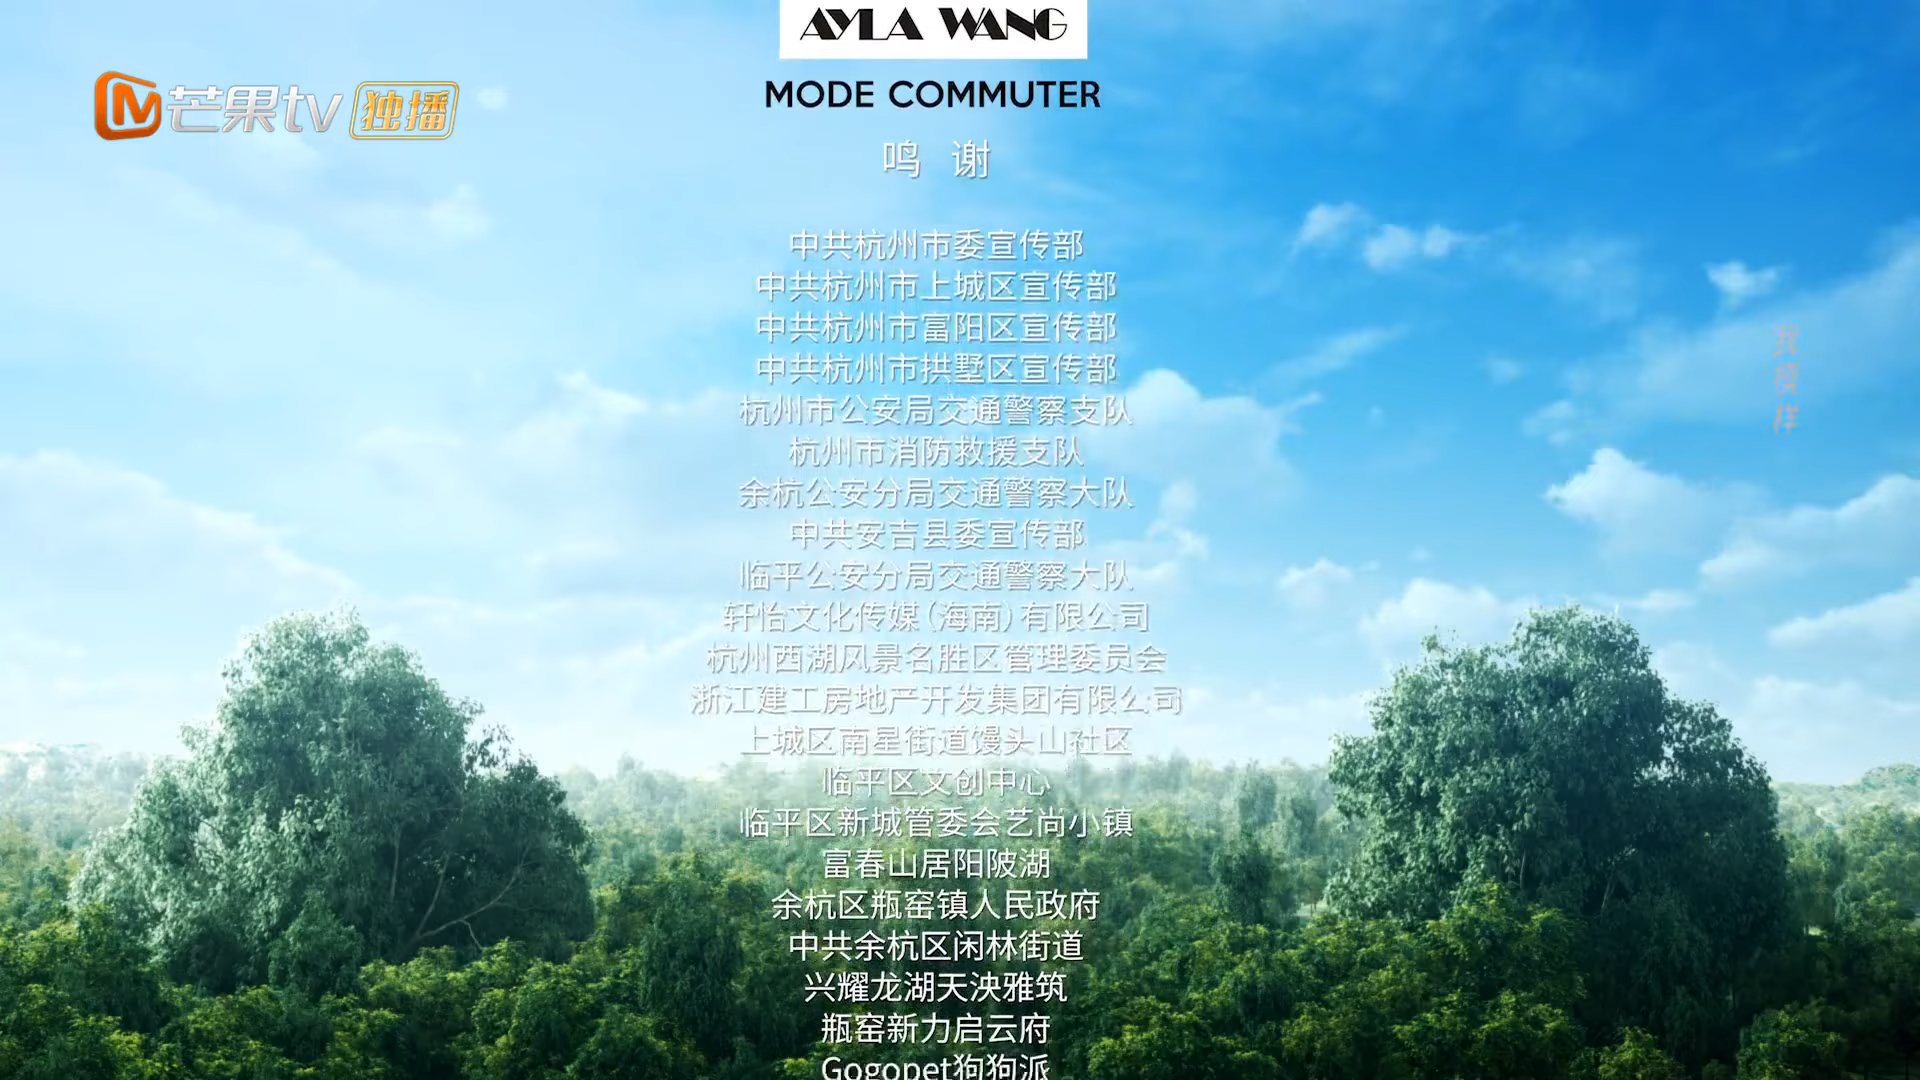 AYLA WANG
MODE COMMUTER
芒果tv 独播
鸣 谢
中共杭州市委宣传部
中共杭州市上城区宣传部
中共杭州市富阳区宣传部
中共杭州市拱墅区宣传部
杭州市公安局交通警察支队
杭州市消防救援支队
余杭公安分局交通警察大队
中共安吉县委宣传部
临平公安分局交通警察大队
轩怡文化传媒(海南)有限公司
杭州西湖风景名胜区管理委员会
浙江建工房地产开发集团有限公司
上城区南星街道馒头山社区
临平区文创中心
临平区新城管委会艺尚小镇
富春山居阳陂湖
余杭区瓶窑镇人民政府
中共余杭区闲林街道
兴耀龙湖天泱雅筑
瓶窑新力启云府
Gogopet狗狗派